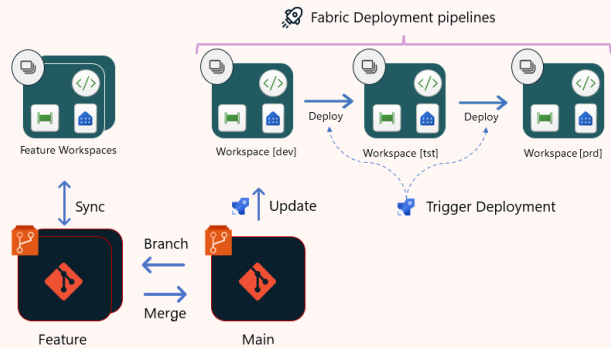 Fabric Deployment pipelines
Deploy
Deploy
Feature Workspaces
Workspace [dev]
Workspace [tst]
Workspace [prd]
Sync
Update
Trigger Deployment
Branch
Merge
Feature
Main